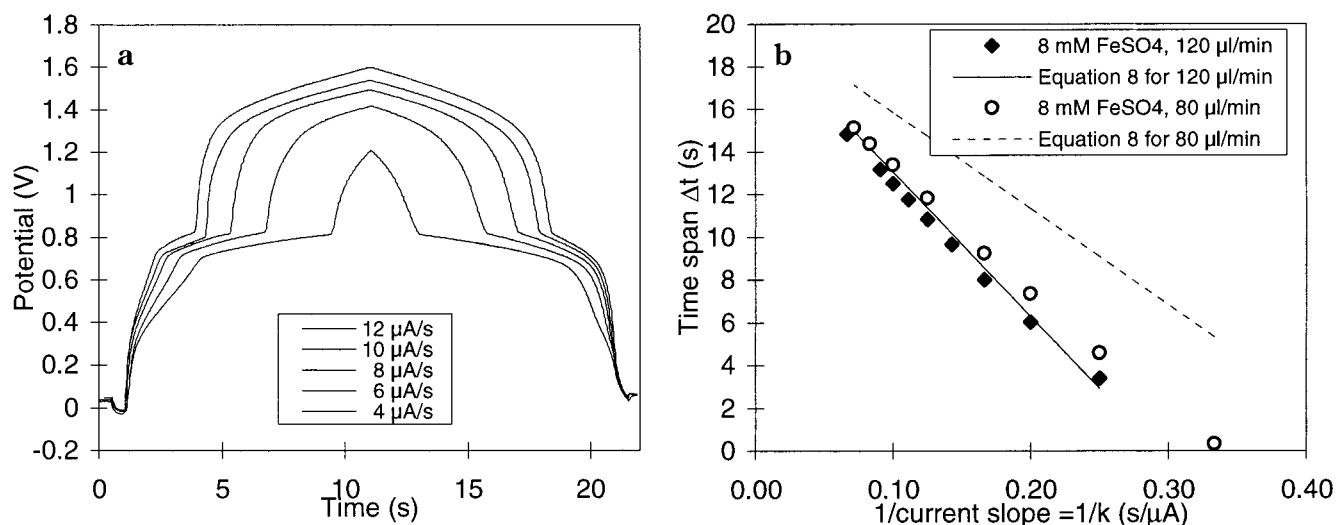 a
1.8
1.6
1.4
1.2
1
0.8
0.6
0.4
0.2
0
-0.2
Potential (V)
12 µA/s
10 µA/s
8 µA/s
6 µA/s
4 µA/s
0 5 10 15 20
Time (s)
b
20
18
16
14
12
10
8
6
4
2
0
Time span Δt (s)
8 mM FeSO4, 120 µl/min
Equation 8 for 120 µl/min
8 mM FeSO4, 80 µl/min
Equation 8 for 80 µl/min
0.00 0.10 0.20 0.30 0.40
1/current slope =1/k (s/µA)